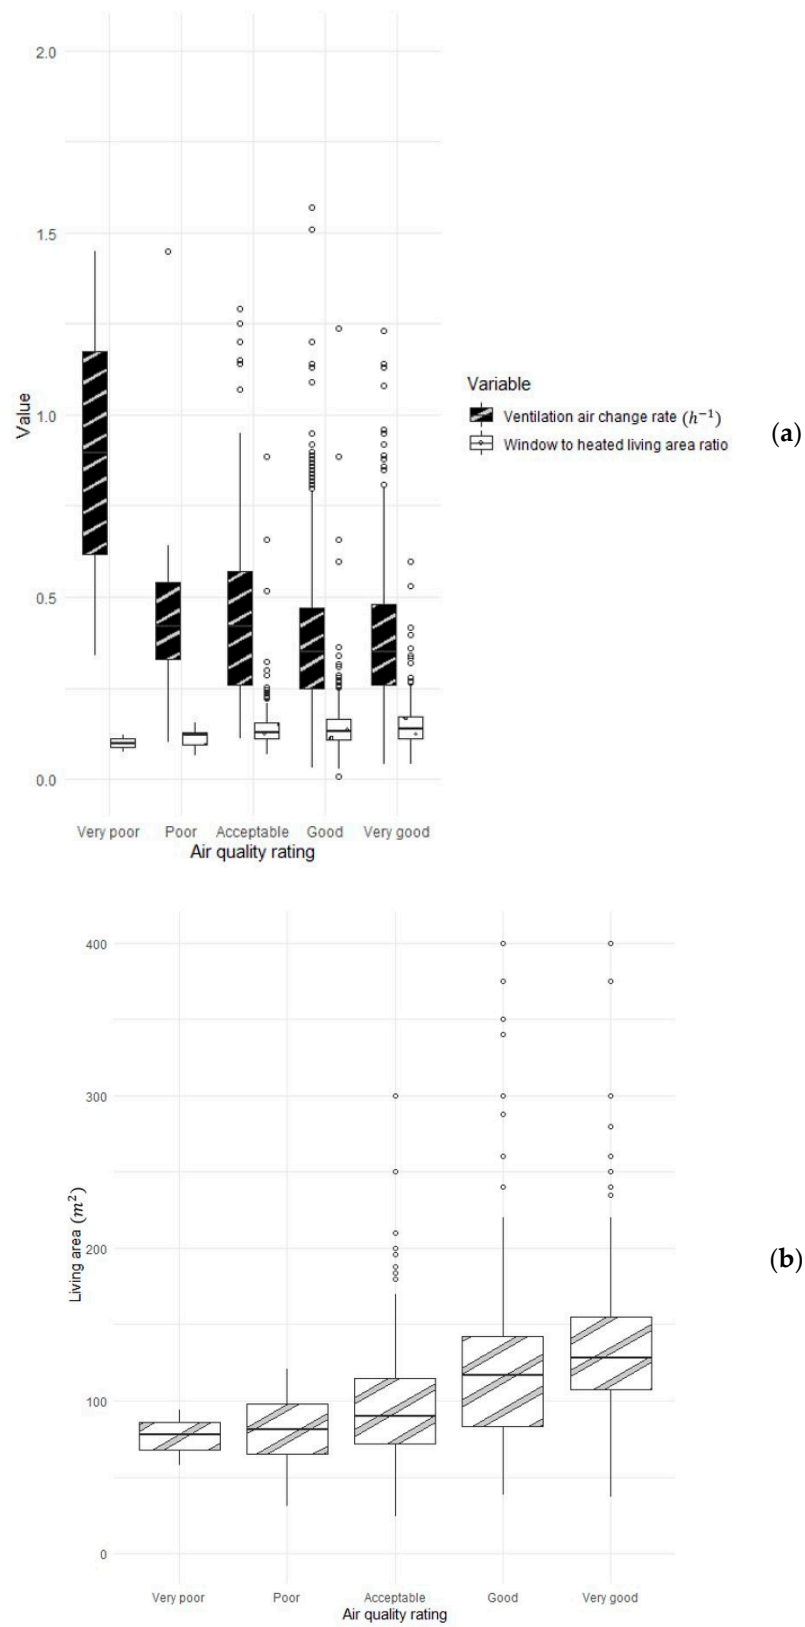 2.0
1.5
1.0
0.5
0.0
Value
Very poor Poor Acceptable Good Very good
Air quality rating
Variable
Ventilation air change rate (h⁻¹)
Window to heated living area ratio
(a)
400
300
200
100
0
Living area (m²)
Very poor Poor Acceptable Good Very good
Air quality rating
(b)